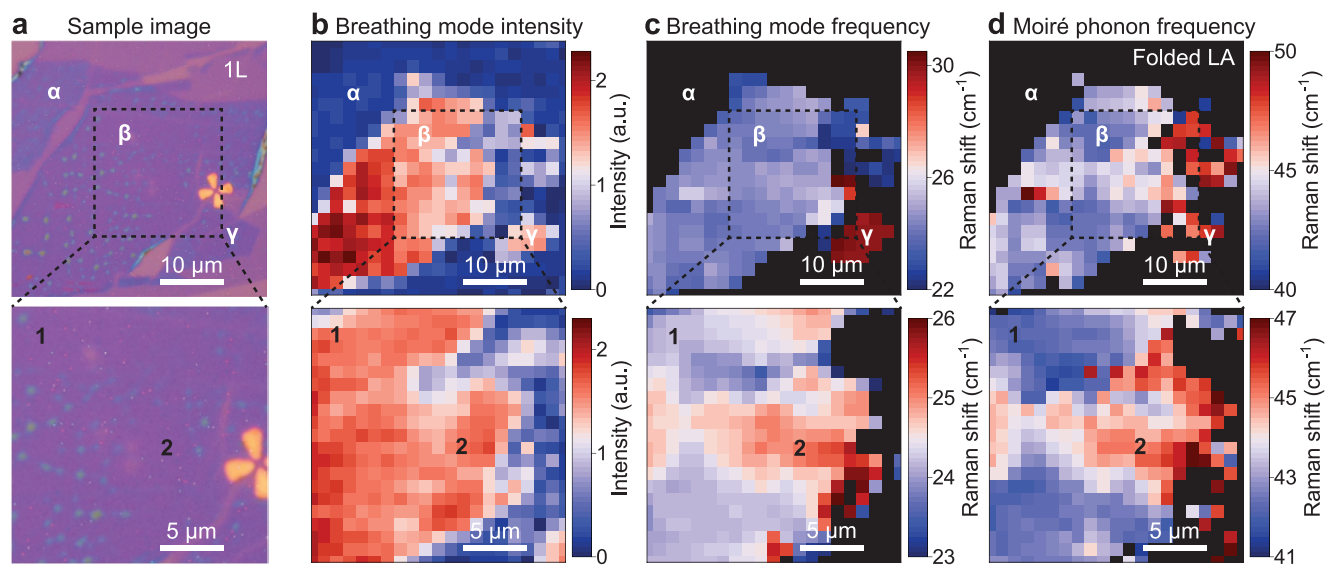 a Sample image
1L
α
β
γ
10 µm
1
2
5 µm
b Breathing mode intensity
α
β
γ
10 µm
2
1
0
Intensity (a.u.)
1
2
5 µm
2
1
0
Intensity (a.u.)
c Breathing mode frequency
α
β
γ
10 µm
30
26
22
Raman shift (cm⁻¹)
1
2
5 µm
26
25
24
23
Raman shift (cm⁻¹)
d Moiré phonon frequency
Folded LA
α
β
γ
10 µm
50
45
40
Raman shift (cm⁻¹)
1
2
5 µm
47
45
43
41
Raman shift (cm⁻¹)